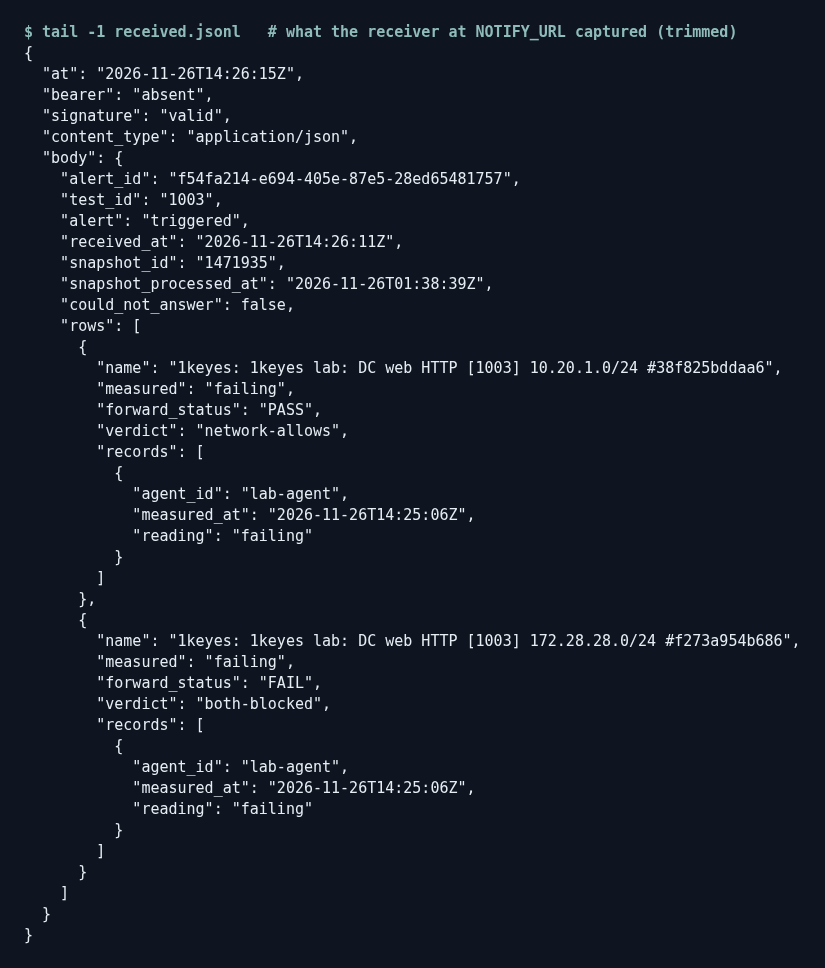 $ tail -1 received.jsonl   # what the receiver at NOTIFY_URL captured (trimmed)
{
  "at": "2026-11-26T14:26:15Z",
  "bearer": "absent",
  "signature": "valid",
  "content_type": "application/json",
  "body": {
    "alert_id": "f54fa214-e694-405e-87e5-28ed65481757",
    "test_id": "1003",
    "alert": "triggered",
    "received_at": "2026-11-26T14:26:11Z",
    "snapshot_id": "1471935",
    "snapshot_processed_at": "2026-11-26T01:38:39Z",
    "could_not_answer": false,
    "rows": [
      {
        "name": "1keyes: 1keyes lab: DC web HTTP [1003] 10.20.1.0/24 #38f825bddaa6",
        "measured": "failing",
        "forward_status": "PASS",
        "verdict": "network-allows",
        "records": [
          {
            "agent_id": "lab-agent",
            "measured_at": "2026-11-26T14:25:06Z",
            "reading": "failing"
          }
        ]
      },
      {
        "name": "1keyes: 1keyes lab: DC web HTTP [1003] 172.28.28.0/24 #f273a954b686",
        "measured": "failing",
        "forward_status": "FAIL",
        "verdict": "both-blocked",
        "records": [
          {
            "agent_id": "lab-agent",
            "measured_at": "2026-11-26T14:25:06Z",
            "reading": "failing"
          }
        ]
      }
    ]
  }
}